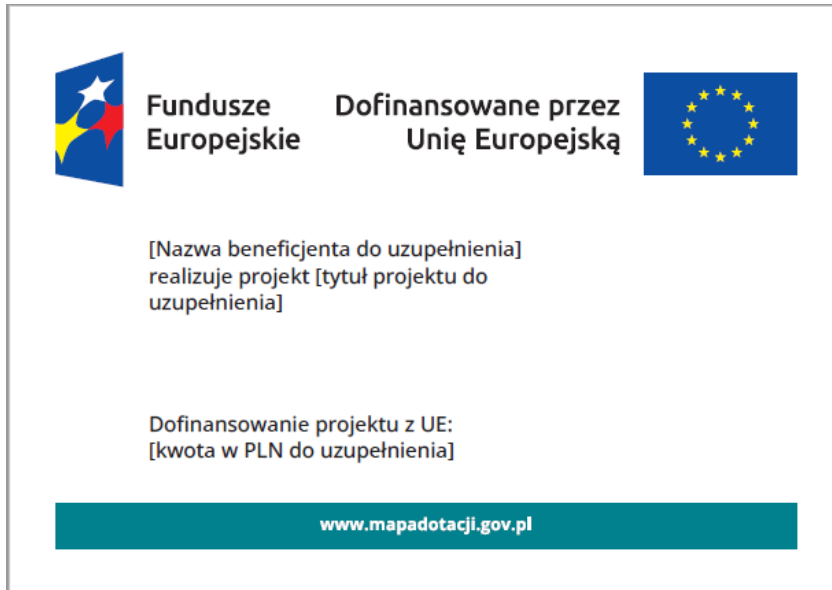 Fundusze
Europejskie
Dofinansowane przez
Unię Europejską
[Nazwa beneficjenta do uzupełnienia]
realizuje projekt [tytuł projektu do
uzupełnienia]
Dofinansowanie projektu z UE:
[kwota w PLN do uzupełnienia]
www.mapadotacji.gov.pl